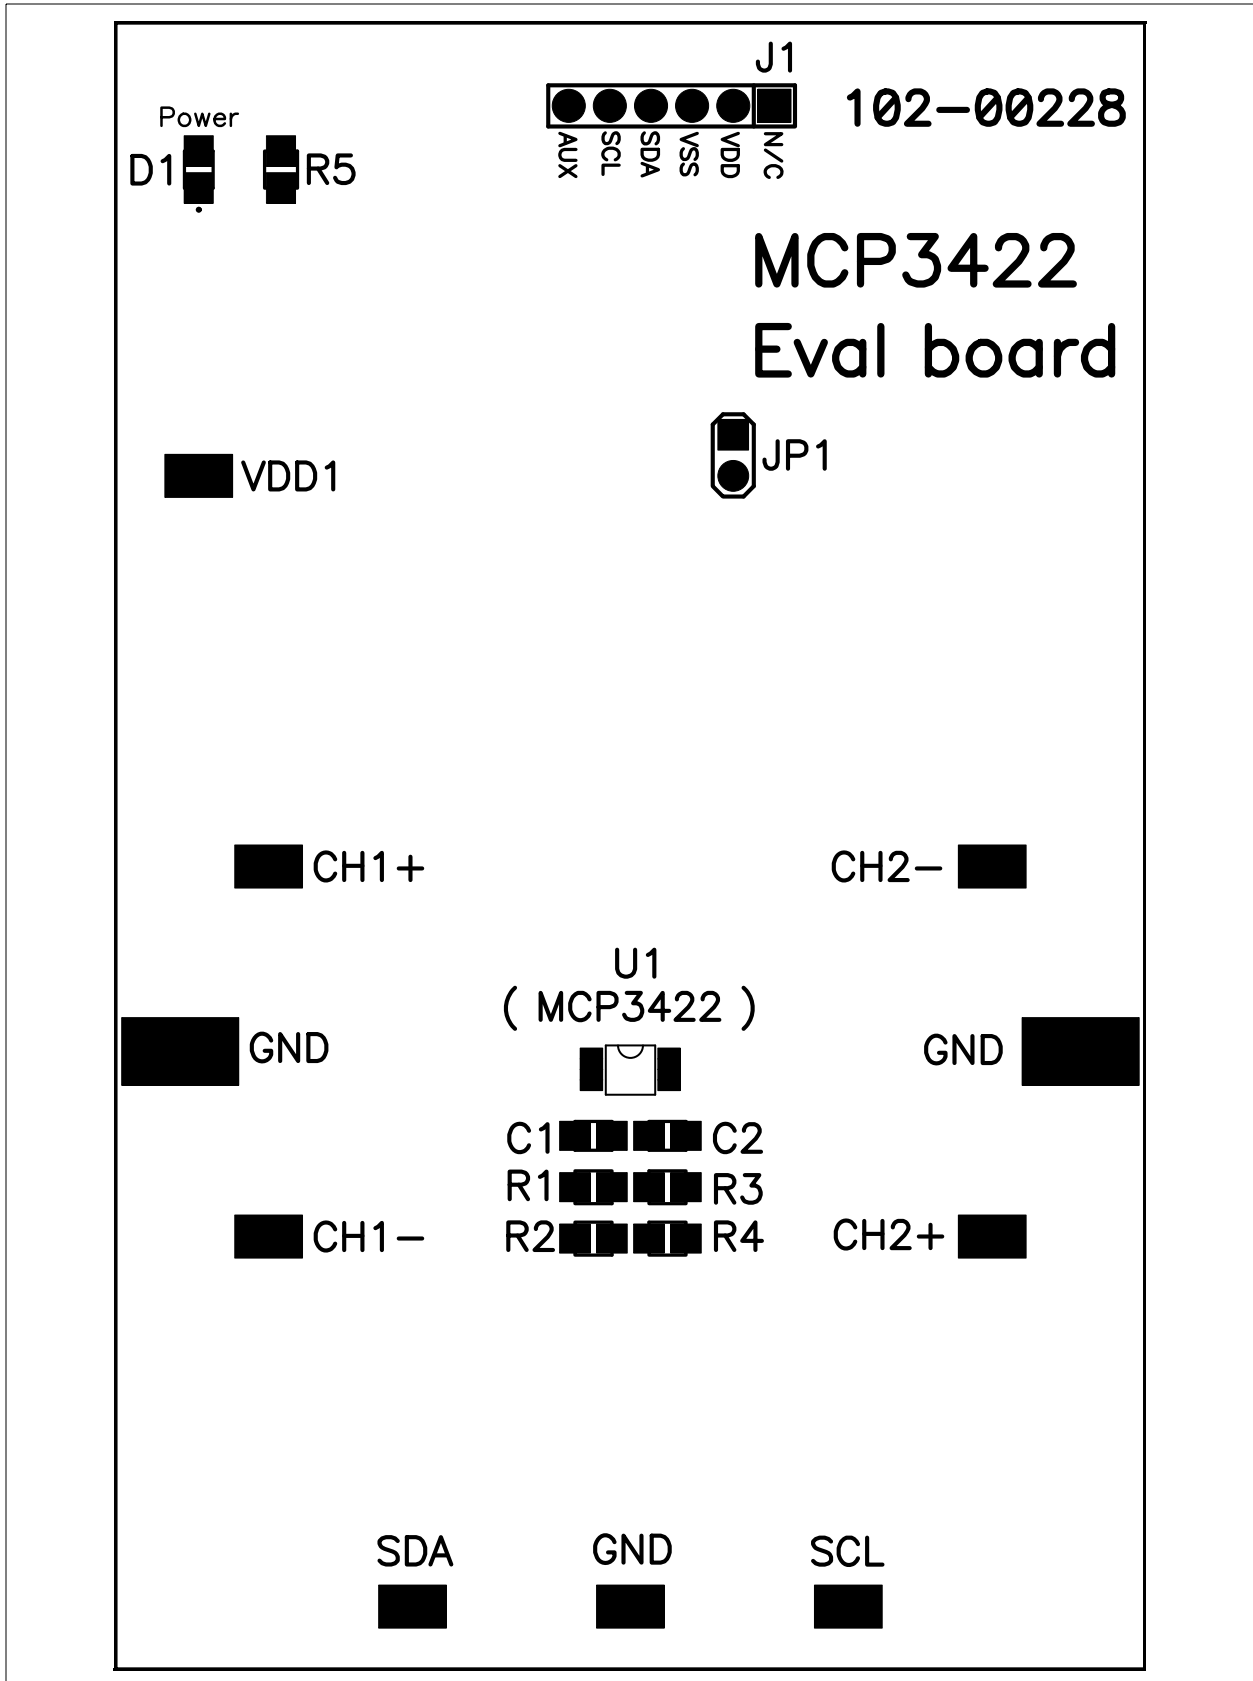 J1
102-00228
Power
D1
R5
AUX
SCL
SDA
VSS
VDD
N/C
MCP3422
Eval board
JP1
VDD1
CH1+
CH2-
U1
( MCP3422 )
GND
GND
C1
C2
R1
R3
R2
R4
CH1-
CH2+
SDA
GND
SCL